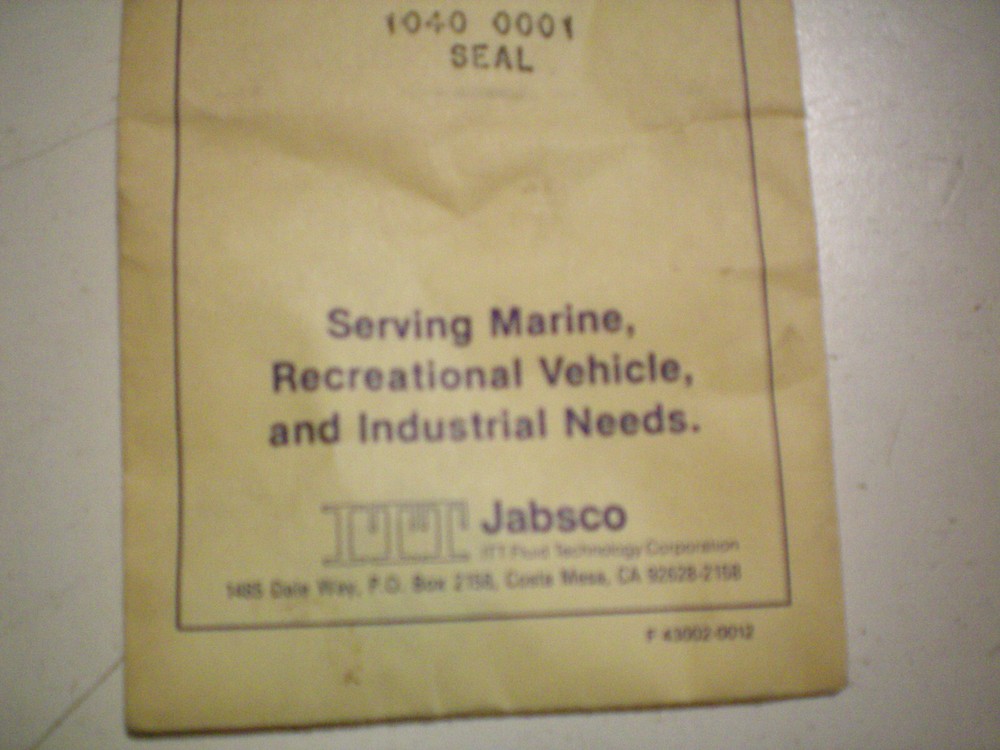 1040 0001
SEAL
Serving Marine,
Recreational Vehicle,
and Industrial Needs.
ITT Jabsco
ITT Fluid Technology Corporation
1485 Dale Way, P.O. Box 2158, Costa Mesa, CA 92628-2158
F 43002-0012